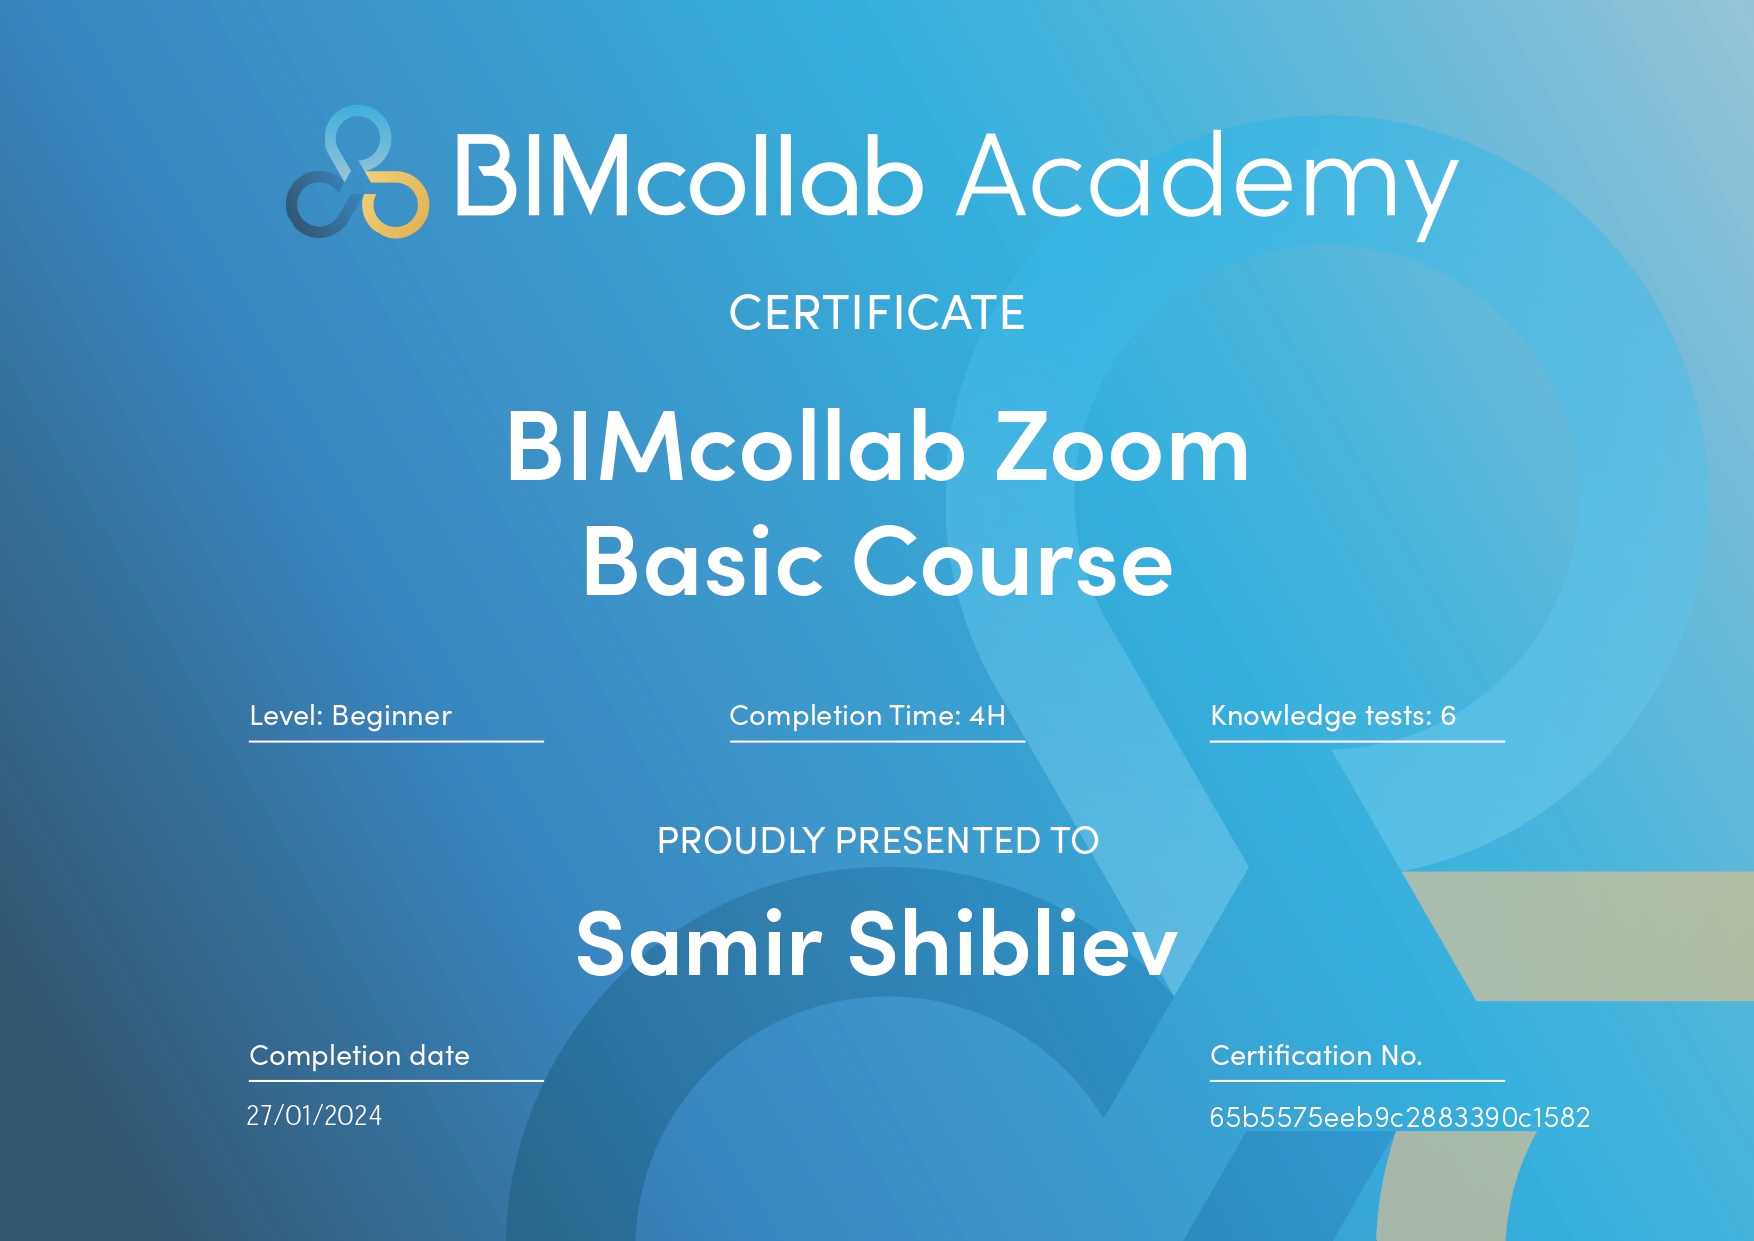 BIMcollab Academy
CERTIFICATE
BIMcollab Zoom
Basic Course
Level: Beginner
Completion Time: 4H
Knowledge tests: 6
PROUDLY PRESENTED TO
Samir Shibliev
Completion date
27/01/2024
Certification No.
65b5575eeb9c2883390c1582